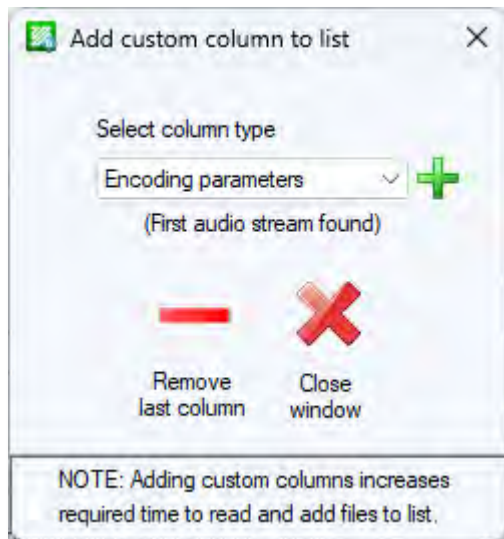 Add custom column to list
Select column type
Encoding parameters
(First audio stream found)
Remove
last column
Close
window
NOTE: Adding custom columns increases
required time to read and add files to list.